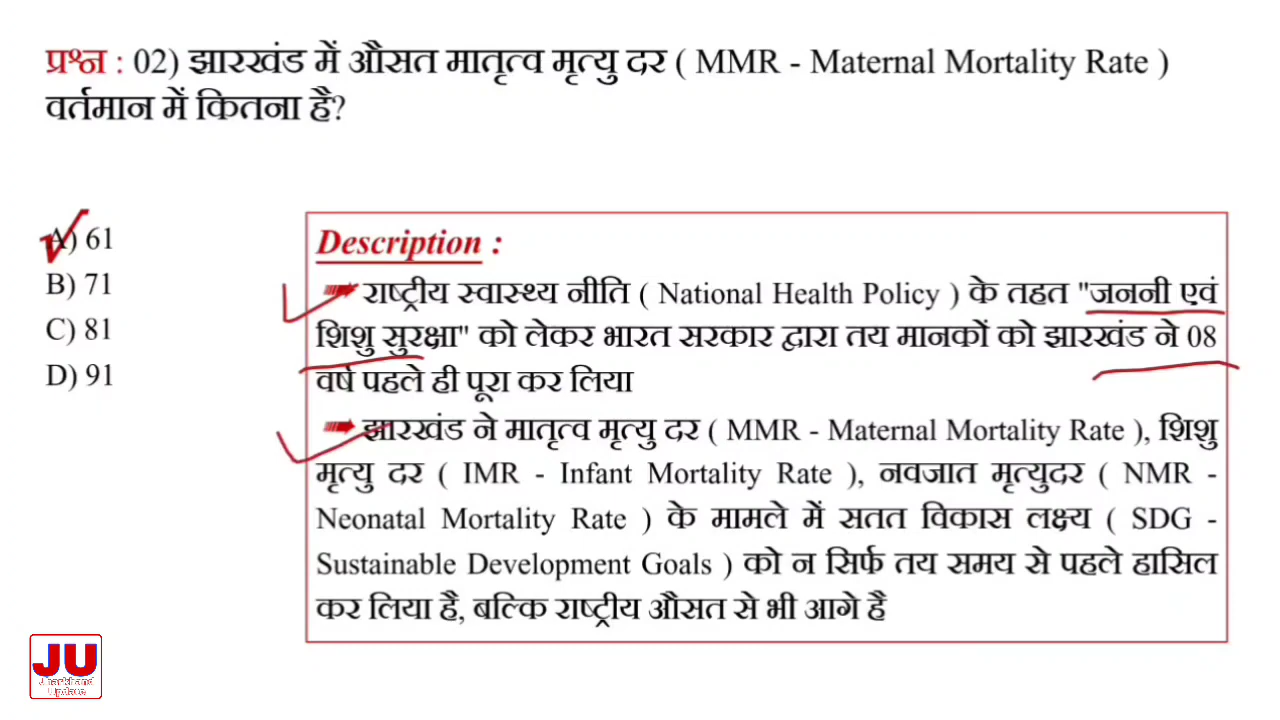 प्रश्न : 02) झारखंड में औसत मातृत्व मृत्यु दर ( MMR - Maternal Mortality Rate )
वर्तमान में कितना है?
A) 61
B) 71
C) 81
D) 91
Description :
राष्ट्रीय स्वास्थ्य नीति ( National Health Policy ) के तहत "जननी एवं
शिशु सुरक्षा" को लेकर भारत सरकार द्वारा तय मानकों को झारखंड ने 08
वर्ष पहले ही पूरा कर लिया
झारखंड ने मातृत्व मृत्यु दर ( MMR - Maternal Mortality Rate ), शिशु
मृत्यु दर ( IMR - Infant Mortality Rate ), नवजात मृत्युदर ( NMR -
Neonatal Mortality Rate ) के मामले में सतत विकास लक्ष्य ( SDG -
Sustainable Development Goals ) को न सिर्फ तय समय से पहले हासिल
कर लिया है, बल्कि राष्ट्रीय औसत से भी आगे है
JU
Jharkhand
Update